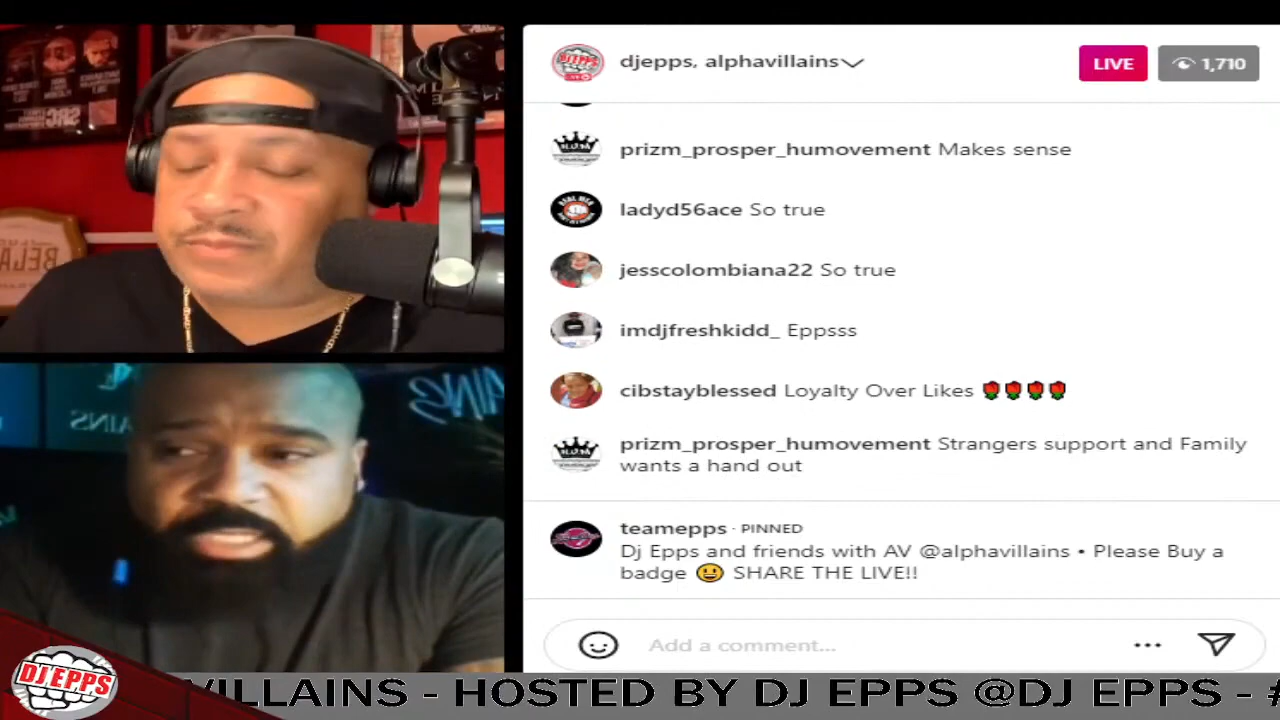 djepps, alphavillains
LIVE
1,710
prizm_prosper_humovement Makes sense
ladyd56ace So true
jesscolombiana22 So true
imdjfreshkidd_ Eppsss
cibstayblessed Loyalty Over Likes 🌹🌹🌹🌹
prizm_prosper_humovement Strangers support and Family
wants a hand out
teamepps · PINNED
Dj Epps and friends with AV @alphavillains • Please Buy a
badge 😃 SHARE THE LIVE!!
Add a comment...
DJ EPPS
VILLAINS - HOSTED BY DJ EPPS @DJ EPPS - #